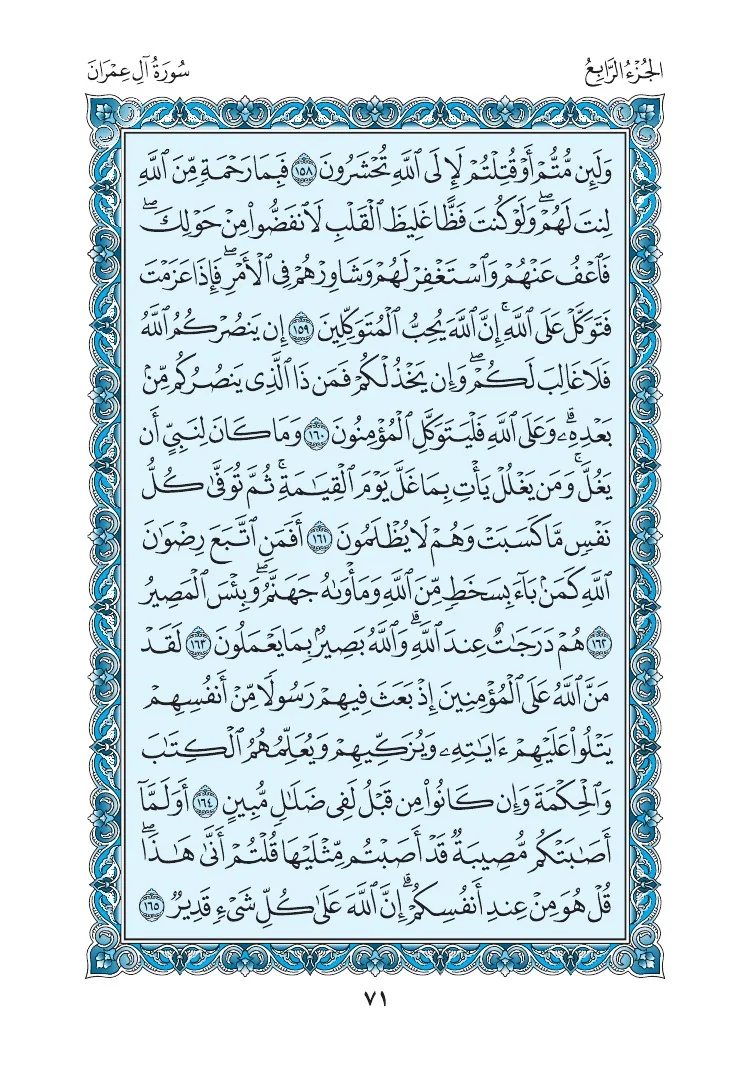 الجُزْءُ الرَّابِعُ
سُورَةُ آلِ عِمْرَانَ
وَلَئِن مُّتُّمْ أَوْ قُتِلْتُمْ لَإِلَى ٱللَّهِ تُحْشَرُونَ ١٥٨ فَبِمَا رَحْمَةٍ مِّنَ ٱللَّهِ
لِنتَ لَهُمْ ۖ وَلَوْ كُنتَ فَظًّا غَلِيظَ ٱلْقَلْبِ لَٱنفَضُّوا۟ مِنْ حَوْلِكَ ۖ
فَٱعْفُ عَنْهُمْ وَٱسْتَغْفِرْ لَهُمْ وَشَاوِرْهُمْ فِى ٱلْأَمْرِ ۖ فَإِذَا عَزَمْتَ
فَتَوَكَّلْ عَلَى ٱللَّهِ ۚ إِنَّ ٱللَّهَ يُحِبُّ ٱلْمُتَوَكِّلِينَ ١٥٩ إِن يَنصُرْكُمُ ٱللَّهُ
فَلَا غَالِبَ لَكُمْ ۖ وَإِن يَخْذُلْكُمْ فَمَن ذَا ٱلَّذِى يَنصُرُكُم مِّنۢ
بَعْدِهِۦ ۗ وَعَلَى ٱللَّهِ فَلْيَتَوَكَّلِ ٱلْمُؤْمِنُونَ ١٦٠ وَمَا كَانَ لِنَبِىٍّ أَن
يَغُلَّ ۚ وَمَن يَغْلُلْ يَأْتِ بِمَا غَلَّ يَوْمَ ٱلْقِيَـٰمَةِ ۚ ثُمَّ تُوَفَّىٰ كُلُّ
نَفْسٍ مَّا كَسَبَتْ وَهُمْ لَا يُظْلَمُونَ ١٦١ أَفَمَنِ ٱتَّبَعَ رِضْوَٰنَ
ٱللَّهِ كَمَنۢ بَآءَ بِسَخَطٍ مِّنَ ٱللَّهِ وَمَأْوَىٰهُ جَهَنَّمُ ۖ وَبِئْسَ ٱلْمَصِيرُ
١٦٢ هُمْ دَرَجَـٰتٌ عِندَ ٱللَّهِ ۗ وَٱللَّهُ بَصِيرٌۢ بِمَا يَعْمَلُونَ ١٦٣ لَقَدْ
مَنَّ ٱللَّهُ عَلَى ٱلْمُؤْمِنِينَ إِذْ بَعَثَ فِيهِمْ رَسُولًا مِّنْ أَنفُسِهِمْ
يَتْلُوا۟ عَلَيْهِمْ ءَايَـٰتِهِۦ وَيُزَكِّيهِمْ وَيُعَلِّمُهُمُ ٱلْكِتَـٰبَ
وَٱلْحِكْمَةَ وَإِن كَانُوا۟ مِن قَبْلُ لَفِى ضَلَـٰلٍ مُّبِينٍ ١٦٤ أَوَلَمَّآ
أَصَـٰبَتْكُم مُّصِيبَةٌ قَدْ أَصَبْتُم مِّثْلَيْهَا قُلْتُمْ أَنَّىٰ هَـٰذَا ۖ
قُلْ هُوَ مِنْ عِندِ أَنفُسِكُمْ ۗ إِنَّ ٱللَّهَ عَلَىٰ كُلِّ شَىْءٍ قَدِيرٌ ١٦٥
٧١